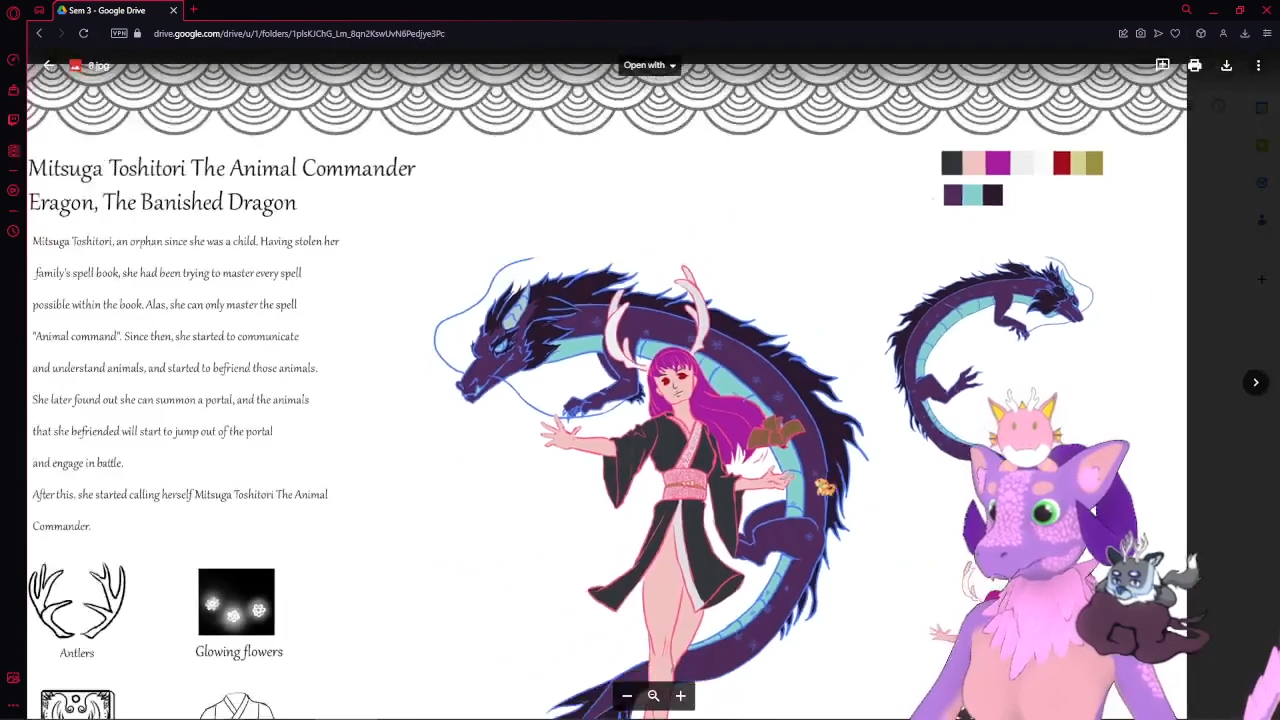 Sem 3 - Google Drive
VPN
drive.google.com/drive/u/1/folders/1plsKJChG_Lm_8qn2KswUvN6Pedjye3Pc
8.jpg
Open with
Mitsuga Toshitori The Animal Commander
Eragon, The Banished Dragon
Mitsuga Toshitori, an orphan since she was a child. Having stolen her
family's spell book, she had been trying to master every spell
possible within the book. Alas, she can only master the spell
"Animal command". Since then, she started to communicate
and understand animals, and started to befriend those animals.
She later found out she can summon a portal, and the animals
that she befriended will start to jump out of the portal
and engage in battle.
After this, she started calling herself Mitsuga Toshitori The Animal
Commander.
Antlers
Glowing flowers